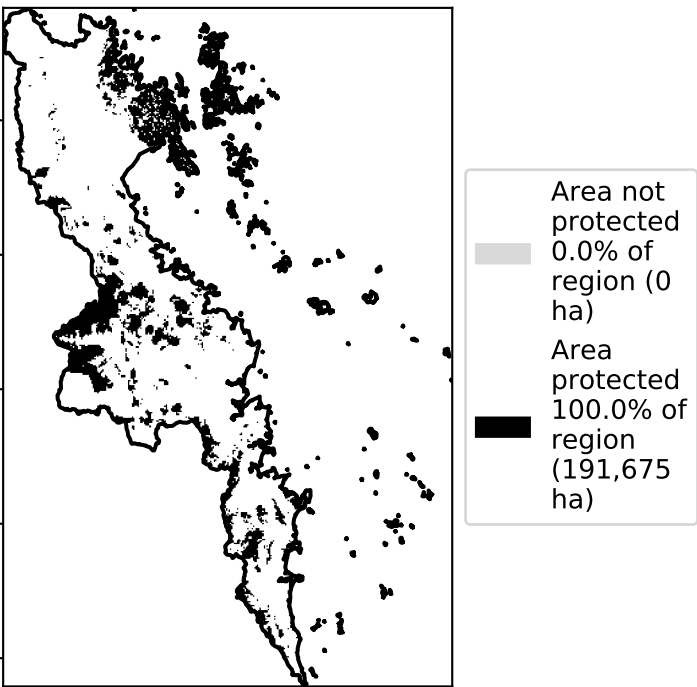 Area not
protected
0.0% of
region (0
ha)
Area
protected
100.0% of
region
(191,675
ha)